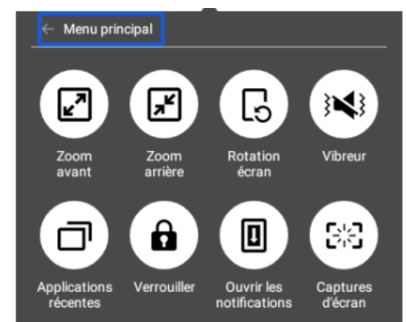 Menu principal
Zoom avant
Zoom arrière
Rotation écran
Vibreur
Applications récentes
Verrouiller
Ouvrir les notifications
Captures d'écran